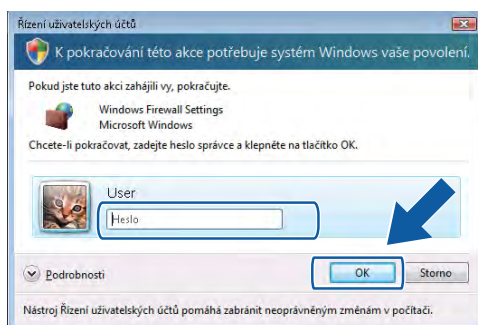 Řízení uživatelských účtů
K pokračování této akce potřebuje systém Windows vaše povolení.
Pokud jste tuto akci zahájili vy, pokračujte.
Windows Firewall Settings
Microsoft Windows
Chcete-li pokračovat, zadejte heslo správce a klepněte na tlačítko OK.
User
Heslo
Podrobnosti
OK
Storno
Nástroj Řízení uživatelských účtů pomáhá zabránit neoprávněným změnám v počítači.